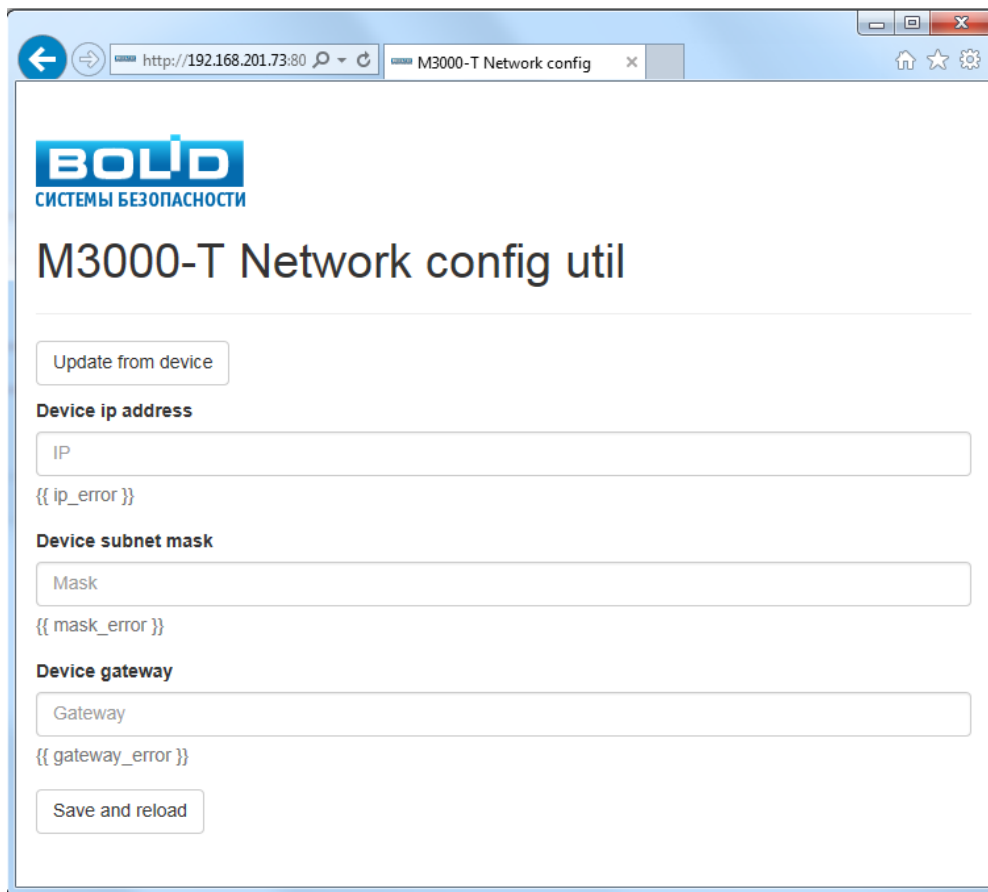 http://192.168.201.73:80
M3000-T Network config
BOLID
СИСТЕМЫ БЕЗОПАСНОСТИ
M3000-T Network config util
Update from device
Device ip address
IP
{{ ip_error }}
Device subnet mask
Mask
{{ mask_error }}
Device gateway
Gateway
{{ gateway_error }}
Save and reload